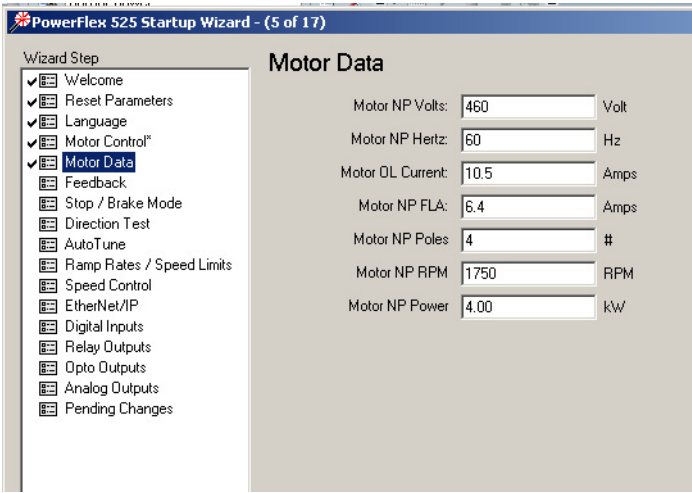 PowerFlex 525 Startup Wizard - (5 of 17)
Wizard Step
Welcome
Reset Parameters
Language
Motor Control*
Motor Data
Feedback
Stop / Brake Mode
Direction Test
AutoTune
Ramp Rates / Speed Limits
Speed Control
EtherNet/IP
Digital Inputs
Relay Outputs
Opto Outputs
Analog Outputs
Pending Changes
Motor Data
Motor NP Volts: 460 Volt
Motor NP Hertz: 60 Hz
Motor OL Current: 10.5 Amps
Motor NP FLA: 6.4 Amps
Motor NP Poles 4 #
Motor NP RPM 1750 RPM
Motor NP Power 4.00 kW